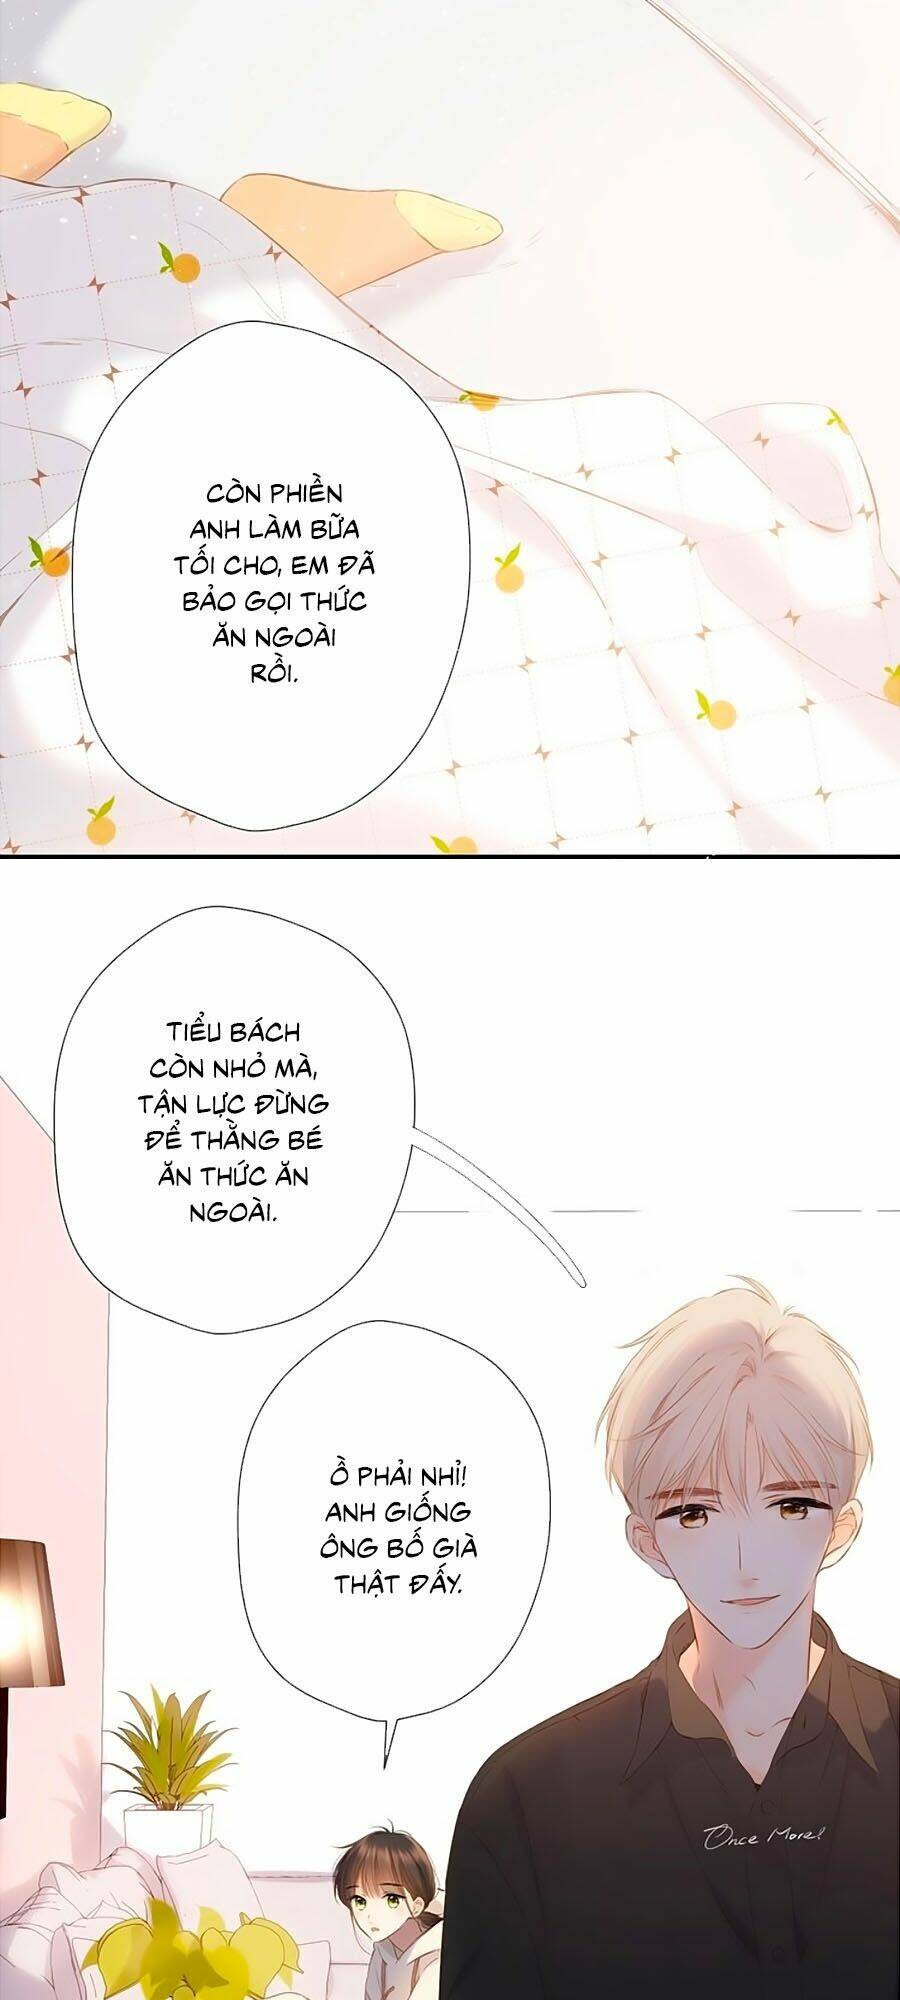 CÒN PHIỀN
ANH LÀM BỮA
TỐI CHO, EM ĐÃ
BẢO GỌI THỨC
ĂN NGOÀI
RỒI.
TIỂU BÁCH
CÒN NHỎ MÀ,
TẬN LỰC ĐỪNG
ĐỂ THẰNG BÉ
ĂN THỨC ĂN
NGOÀI.
Ồ PHẢI NHỈ!
ANH GIỐNG
ÔNG BỐ GIÀ
THẬT ĐẤY.
Once More!